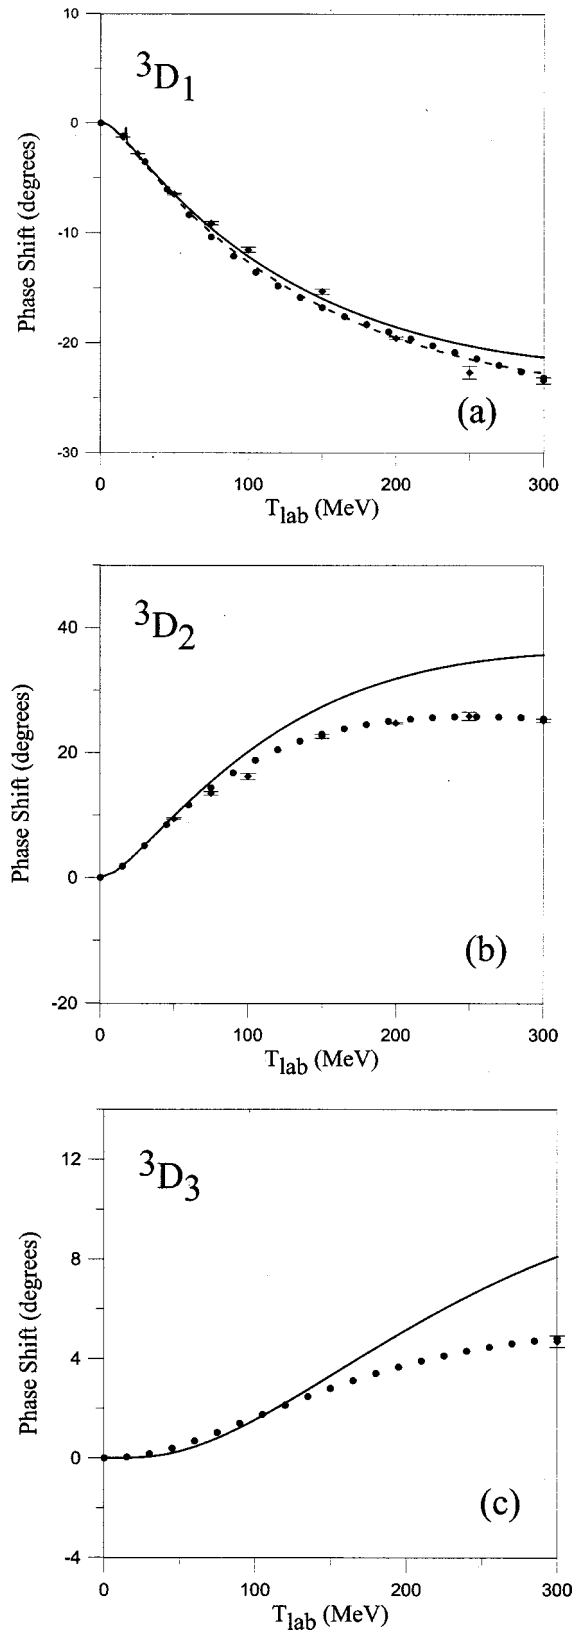 10
³D₁
0
-10
-20
-30
Phase Shift (degrees)
(a)
0 100 200 300
T_lab (MeV)
³D₂
40
20
0
-20
Phase Shift (degrees)
(b)
0 100 200 300
T_lab (MeV)
³D₃
12
8
4
0
-4
Phase Shift (degrees)
(c)
0 100 200 300
T_lab (MeV)